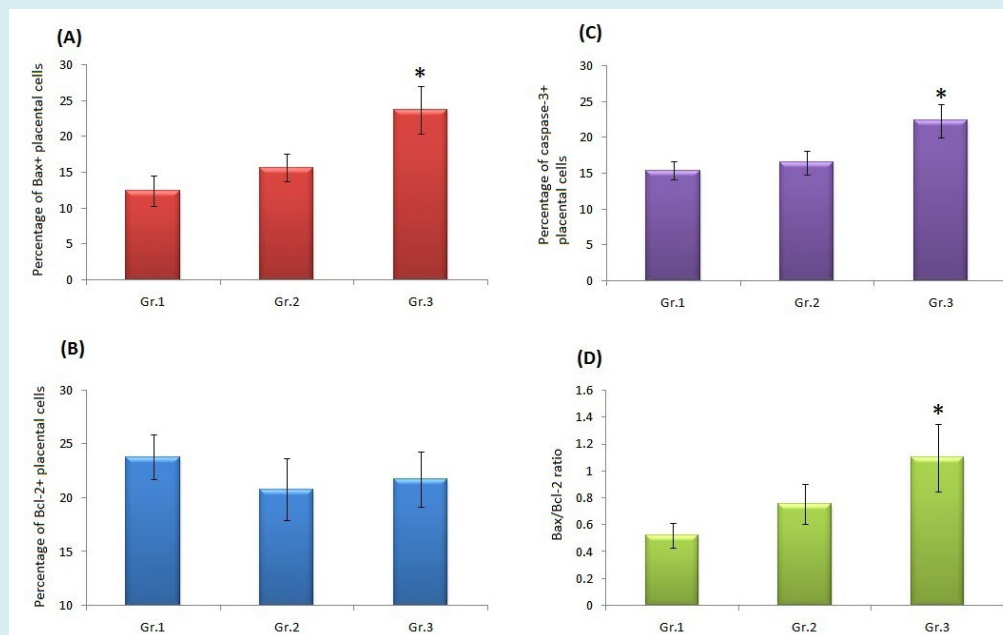 (A)
Percentage of Bax+ placental cells
30
25
20
15
10
5
0
*
Gr.1 Gr.2 Gr.3
(B)
Percentage of Bcl-2+ placental cells
30
25
20
15
10
Gr.1 Gr.2 Gr.3
(C)
Percentage of caspase-3+
placental cells
30
25
20
15
10
5
0
*
Gr.1 Gr.2 Gr.3
(D)
Bax/Bcl-2 ratio
1.6
1.4
1.2
1
0.8
0.6
0.4
0.2
0
*
Gr.1 Gr.2 Gr.3